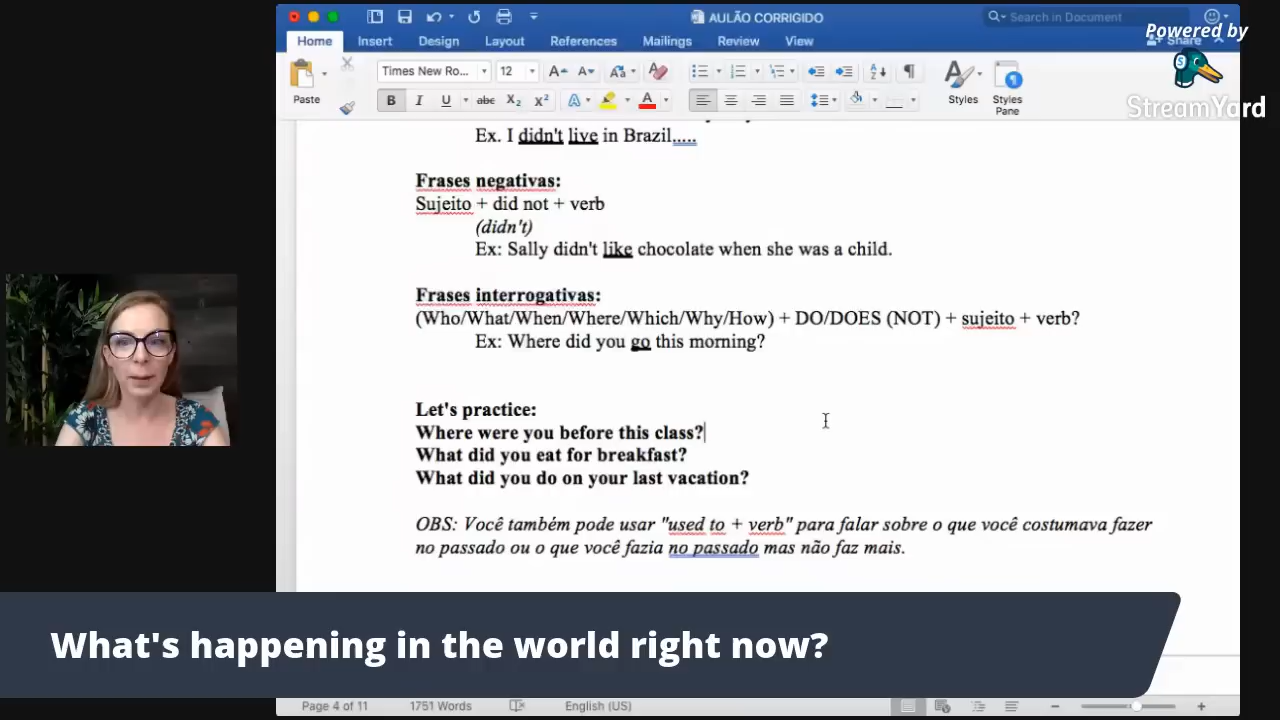 AULÃO CORRIGIDO
Search in Document
Powered by
Home Insert Design Layout References Mailings Review View
Share
StreamYard
Paste
Times New Ro... 12
Styles
Styles Pane
Ex. I didn't live in Brazil.....
Frases negativas:
Sujeito + did not + verb
(didn't)
Ex: Sally didn't like chocolate when she was a child.
Frases interrogativas:
(Who/What/When/Where/Which/Why/How) + DO/DOES (NOT) + sujeito + verb?
Ex: Where did you go this morning?
Let's practice:
Where were you before this class?
What did you eat for breakfast?
What did you do on your last vacation?
OBS: Você também pode usar "used to + verb" para falar sobre o que você costumava fazer
no passado ou o que você fazia no passado mas não faz mais.
What's happening in the world right now?
Page 4 of 11 1751 Words English (US)